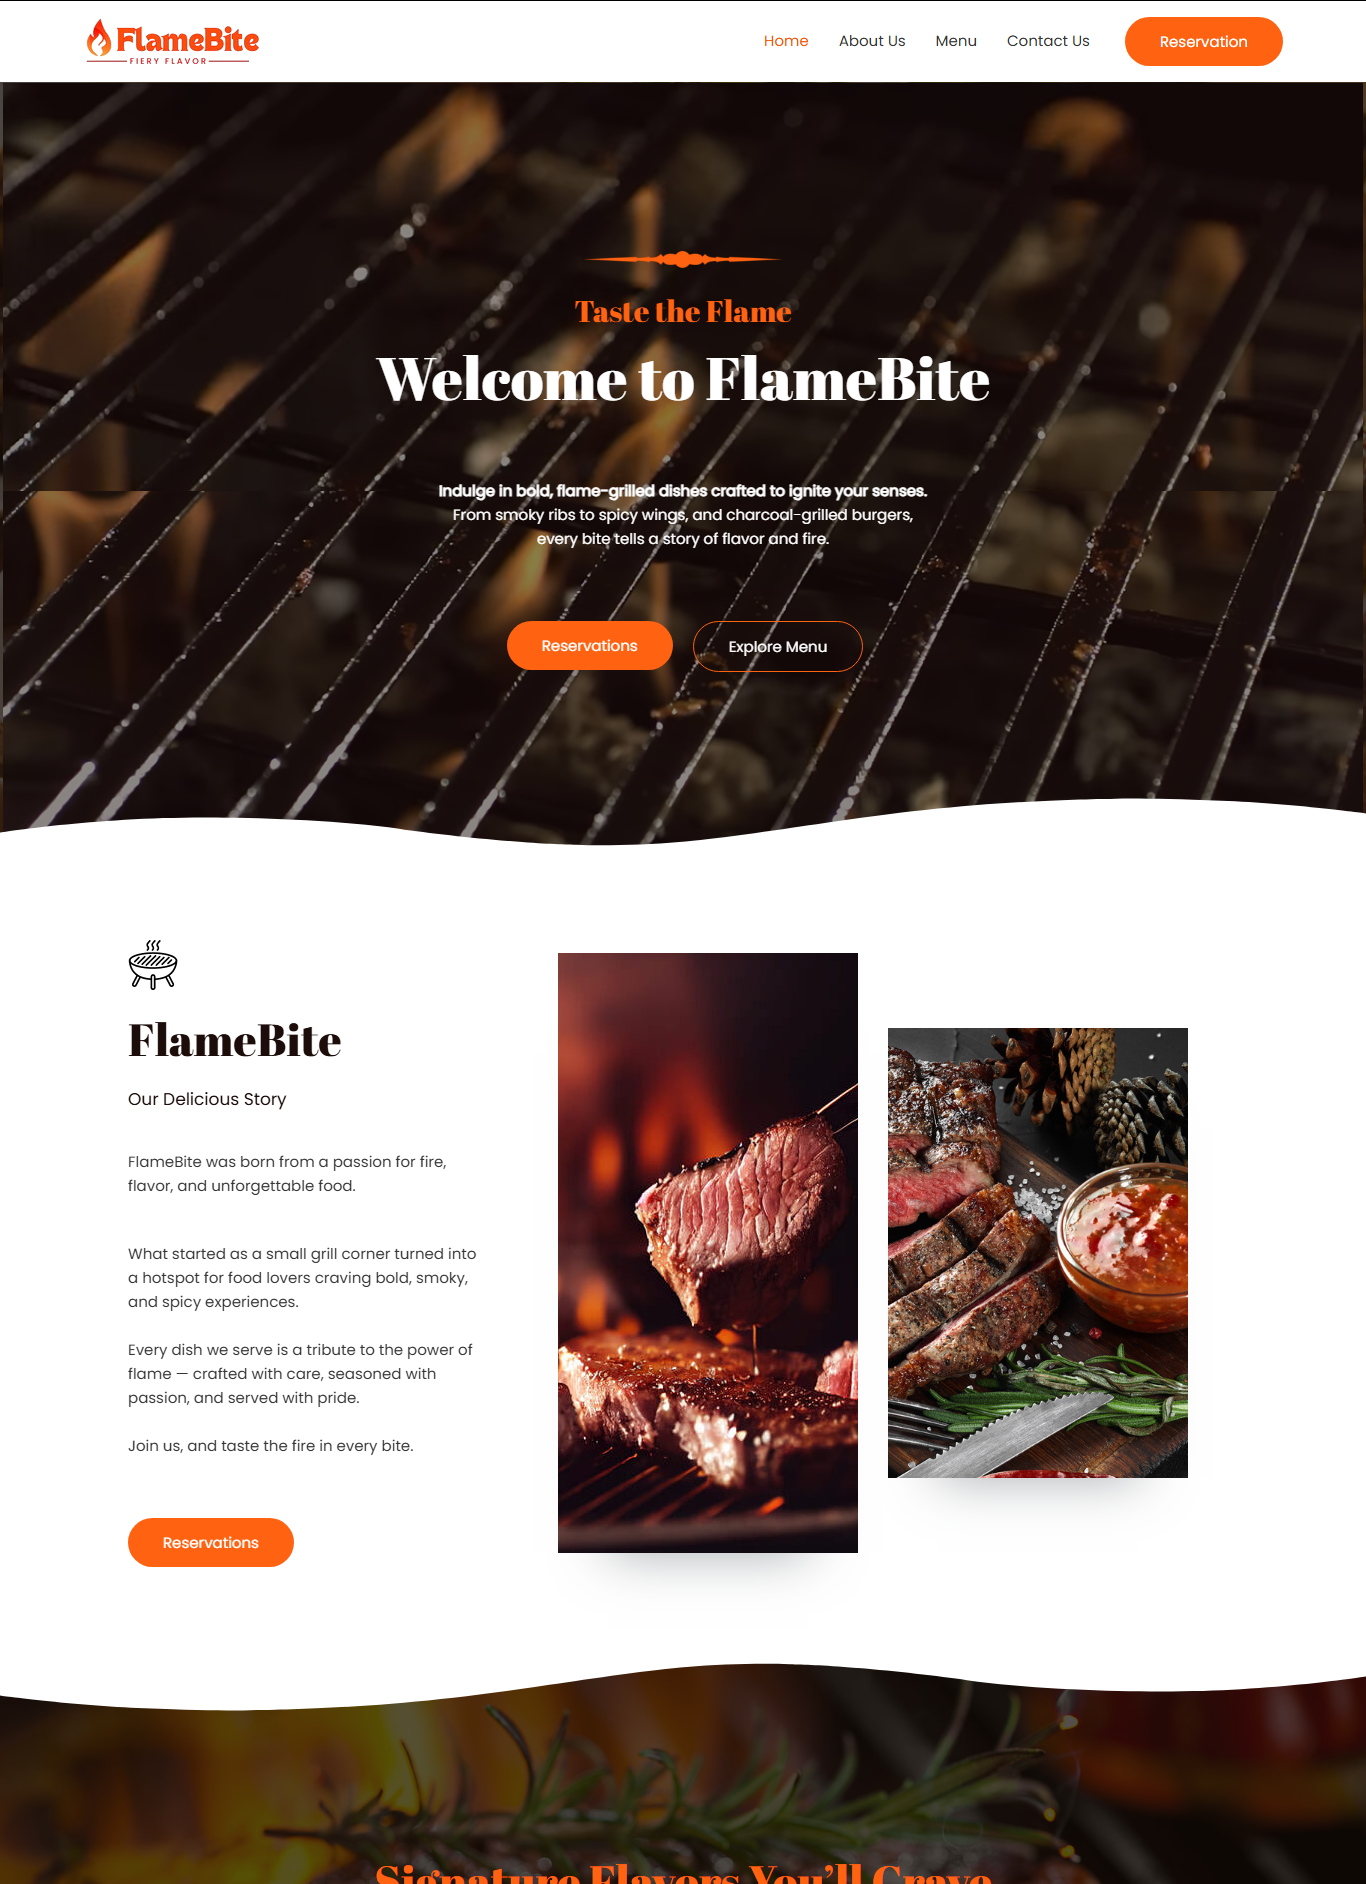 FlameBite
FIERY FLAVOR
Home
About Us
Menu
Contact Us
Reservation
Taste the Flame
Welcome to FlameBite
Indulge in bold, flame-grilled dishes crafted to ignite your senses.
From smoky ribs to spicy wings, and charcoal-grilled burgers,
every bite tells a story of flavor and fire.
Reservations
Explore Menu
FlameBite
Our Delicious Story
FlameBite was born from a passion for fire,
flavor, and unforgettable food.
What started as a small grill corner turned into
a hotspot for food lovers craving bold, smoky,
and spicy experiences.
Every dish we serve is a tribute to the power of
flame — crafted with care, seasoned with
passion, and served with pride.
Join us, and taste the fire in every bite.
Reservations
Signature Flavors You’ll Crave